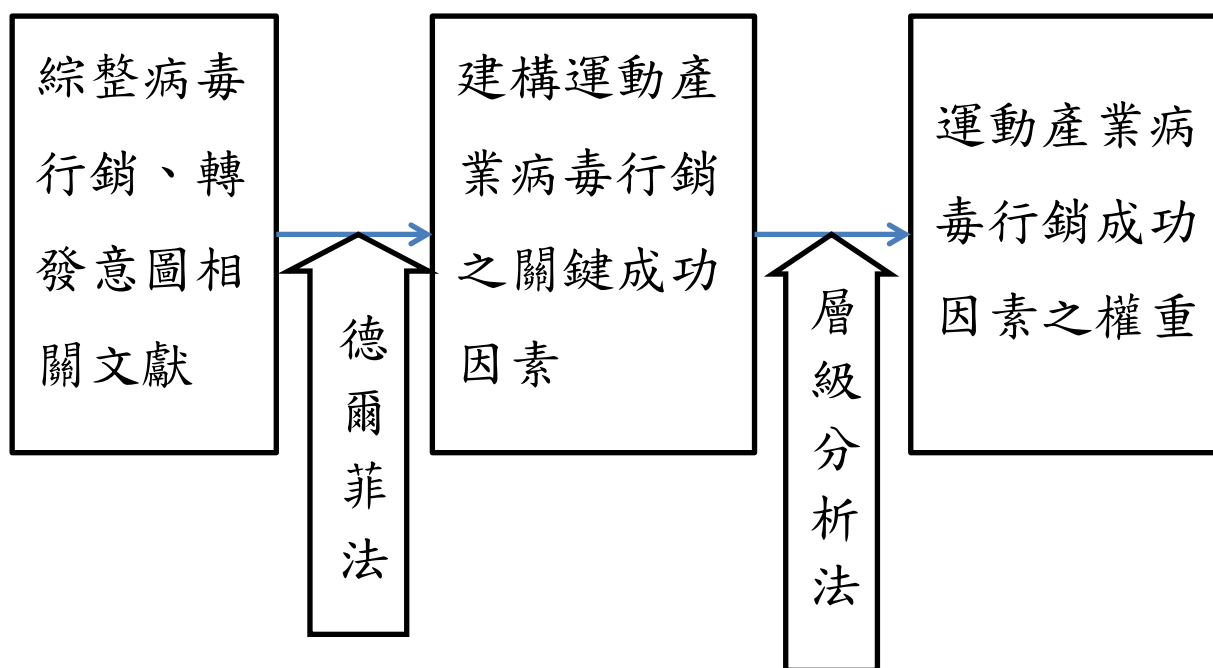 綜整病毒
行銷、轉
發意圖相
關文獻
德爾菲法
建構運動產
業病毒行銷
之關鍵成功
因素
層級分析法
運動產業病
毒行銷成功
因素之權重